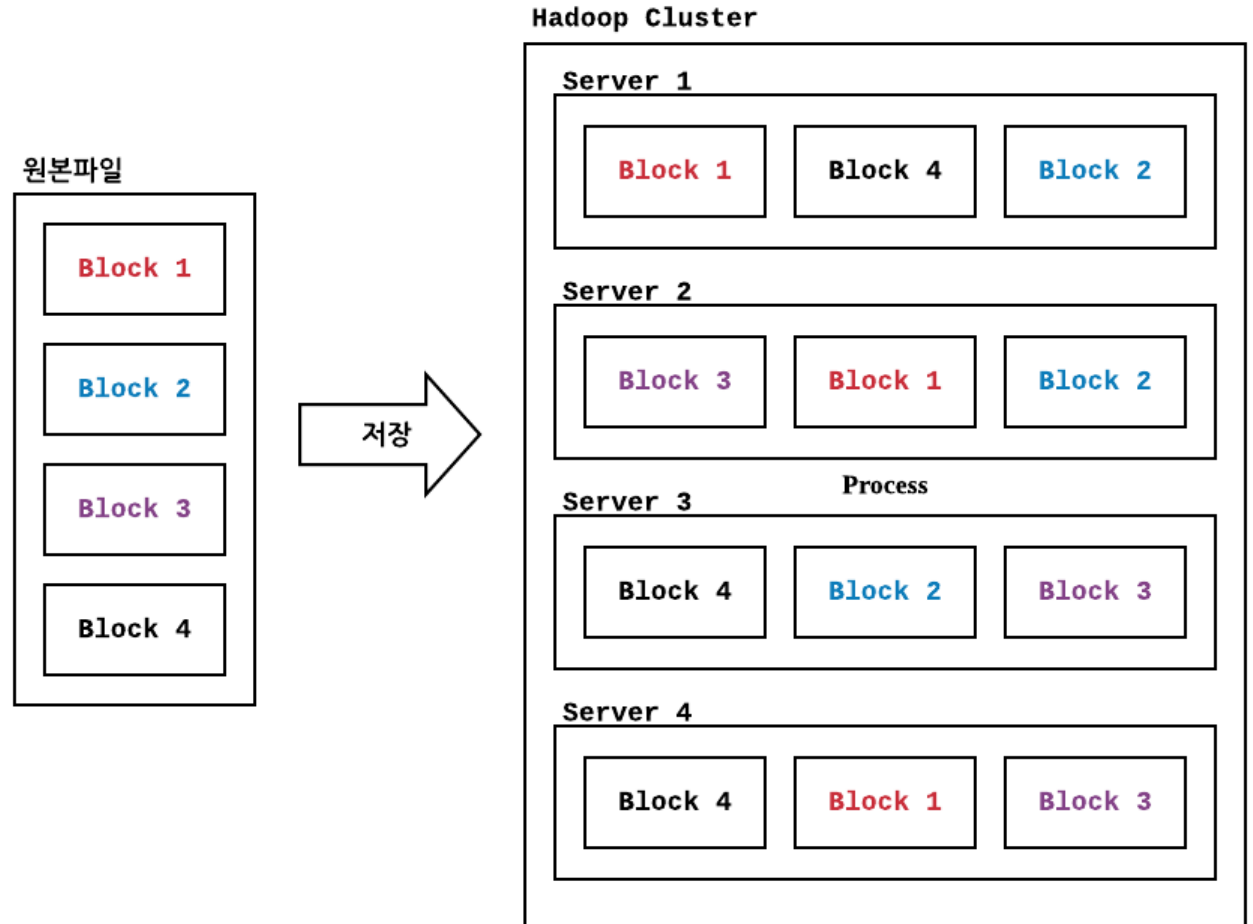 Hadoop Cluster
원본파일
Block 1
Block 2
Block 3
Block 4
저장
Server 1
Block 1 Block 4 Block 2
Server 2
Block 3 Block 1 Block 2
Process
Server 3
Block 4 Block 2 Block 3
Server 4
Block 4 Block 1 Block 3